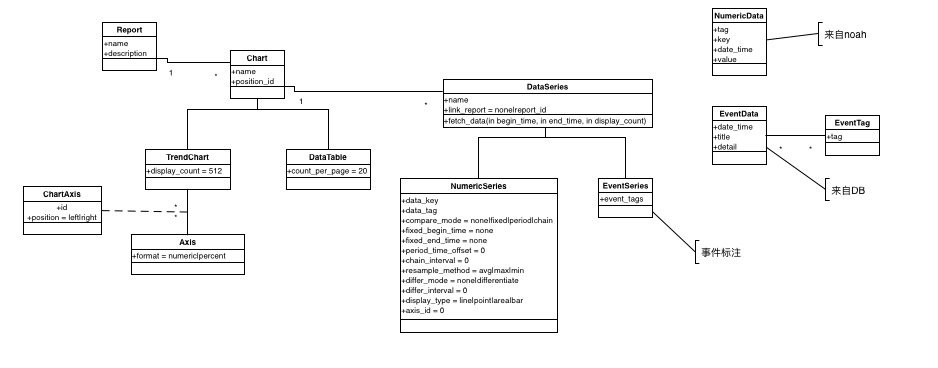 Report
+name
+description
1
*
Chart
+name
+position_id
1
*
DataSeries
+name
+link_report = none|report_id
+fetch_data(in begin_time, in end_time, in display_count)
TrendChart
+display_count = 512
DataTable
+count_per_page = 20
ChartAxis
+id
+position = left|right
*
*
Axis
+format = numeric|percent
NumericSeries
+data_key
+data_tag
+compare_mode = none|fixed|period|chain
+fixed_begin_time = none
+fixed_end_time = none
+period_time_offset = 0
+chain_interval = 0
+resample_method = avg|max|min
+differ_mode = none|differentiate
+differ_interval = 0
+display_type = line|point|area|bar
+axis_id = 0
EventSeries
+event_tags
事件标注
NumericData
+tag
+key
+date_time
+value
来自noah
EventData
+date_time
+title
+detail
*
*
EventTag
+tag
来自DB